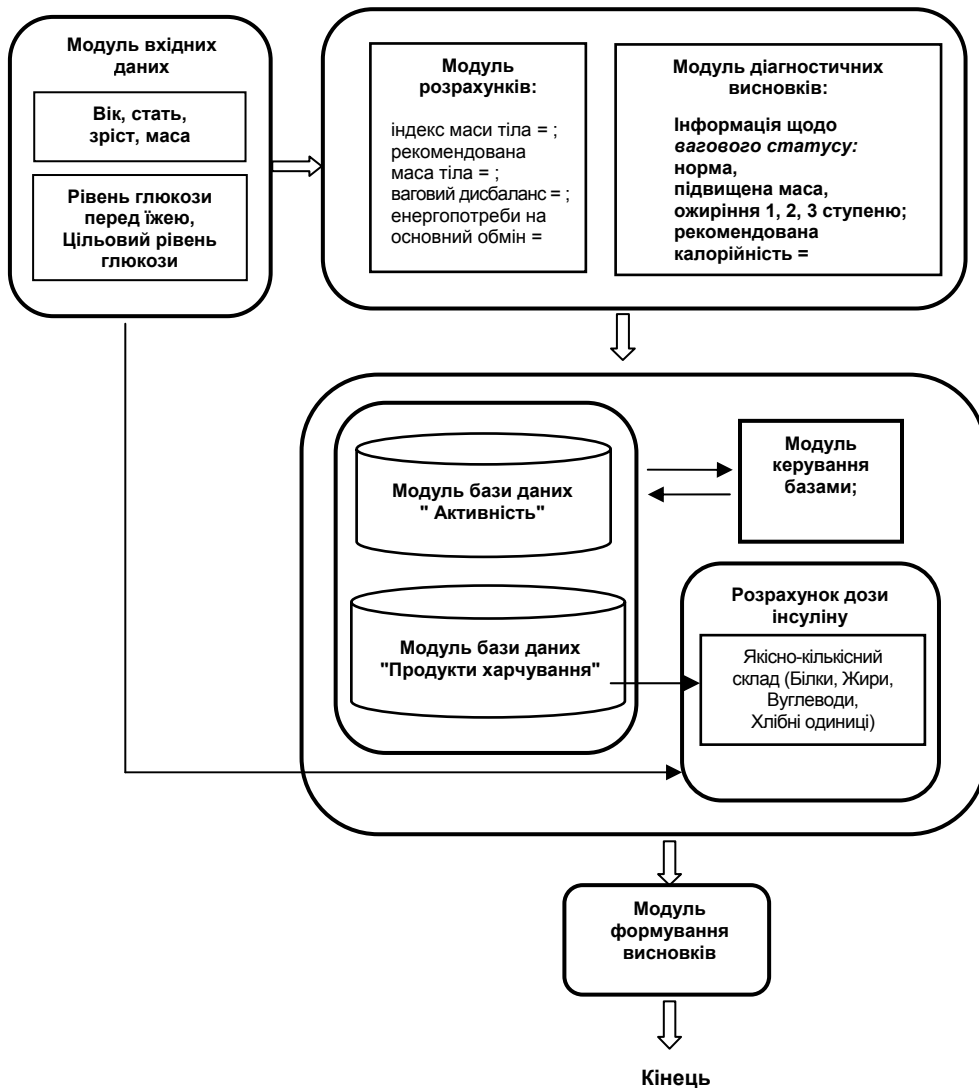 Модуль вхідних
даних
Вік, стать,
зріст, маса
Рівень глюкози
перед їжею,
Цільовий рівень
глюкози
Модуль
розрахунків:
індекс маси тіла = ;
рекомендована
маса тіла = ;
ваговий дисбаланс = ;
енергопотреби на
основний обмін =
Модуль діагностичних
висновків:
Інформація щодо
вагового статусу:
норма,
підвищена маса,
ожиріння 1, 2, 3 ступеню;
рекомендована
калорійність =
Модуль бази даних
" Активність"
Модуль
керування
базами;
Модуль бази даних
"Продукти харчування"
Розрахунок дози
інсуліну
Якісно-кількісний
склад (Білки, Жири,
Вуглеводи,
Хлібні одиниці)
Модуль
формування
висновків
Кінець